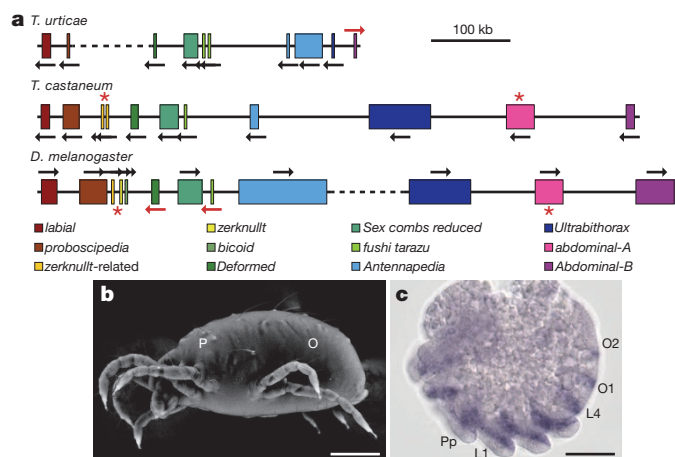 a
T. urticae
100 kb
T. castaneum
*
*
D. melanogaster
*
*
labial
zerknullt
Sex combs reduced
Ultrabithorax
proboscipedia
bicoid
fushi tarazu
abdominal-A
zerknullt-related
Deformed
Antennapedia
Abdominal-B
b
P
O
c
O2
O1
L4
L1
Pp